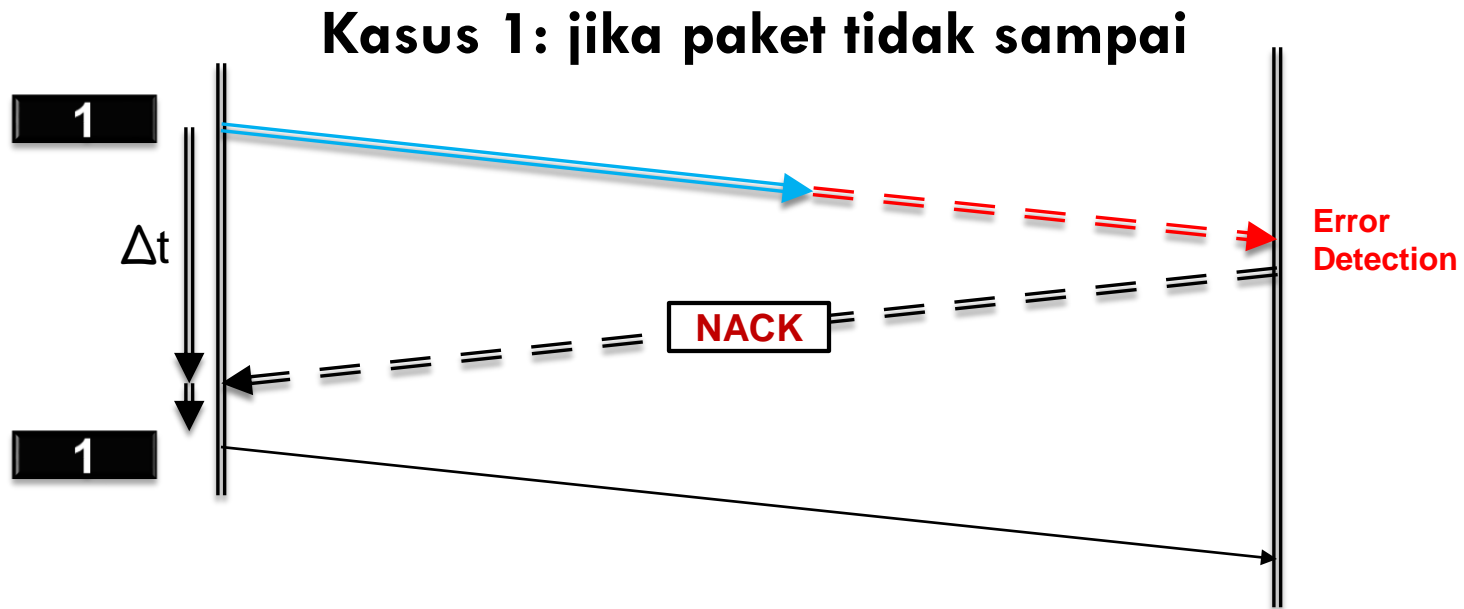 Kasus 1: jika paket tidak sampai
1
Δt
Error
Detection
NACK
1